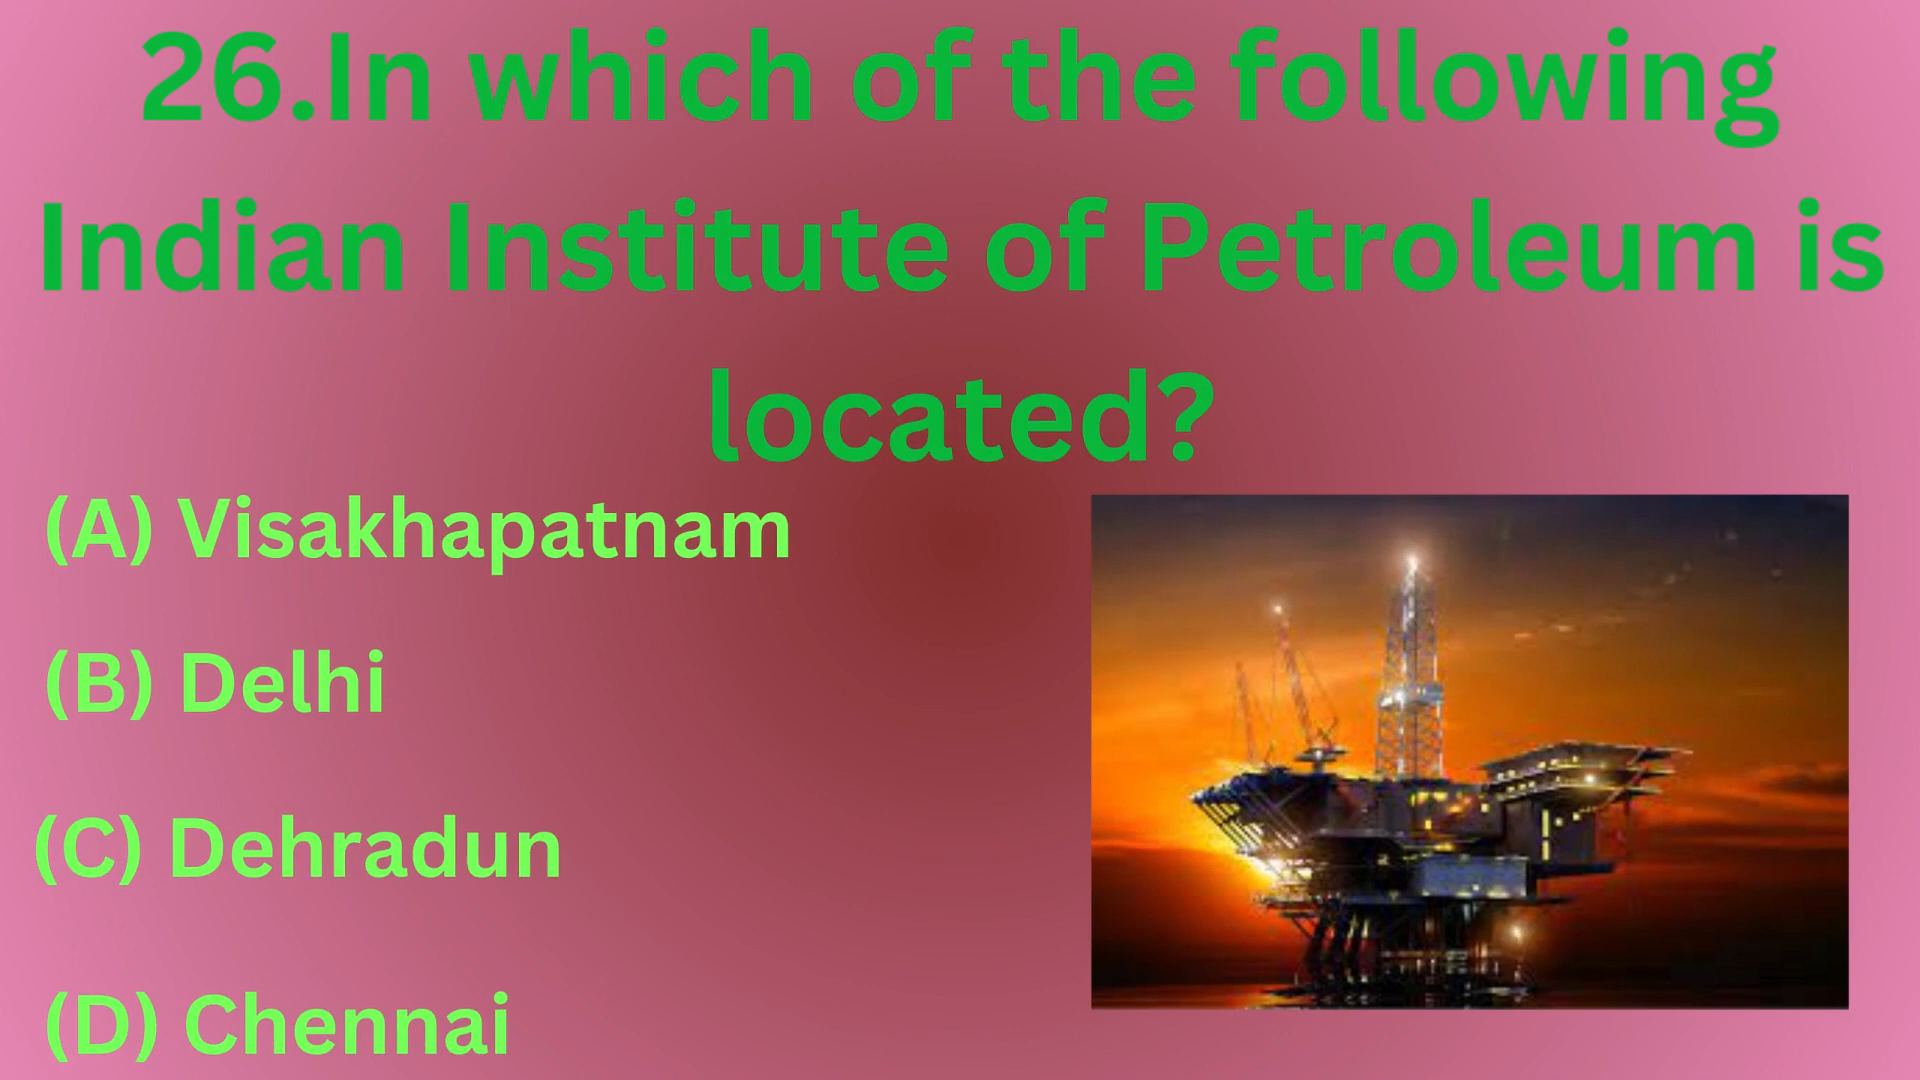 26.In which of the following
Indian Institute of Petroleum is
located?
(A) Visakhapatnam
(B) Delhi
(C) Dehradun
(D) Chennai